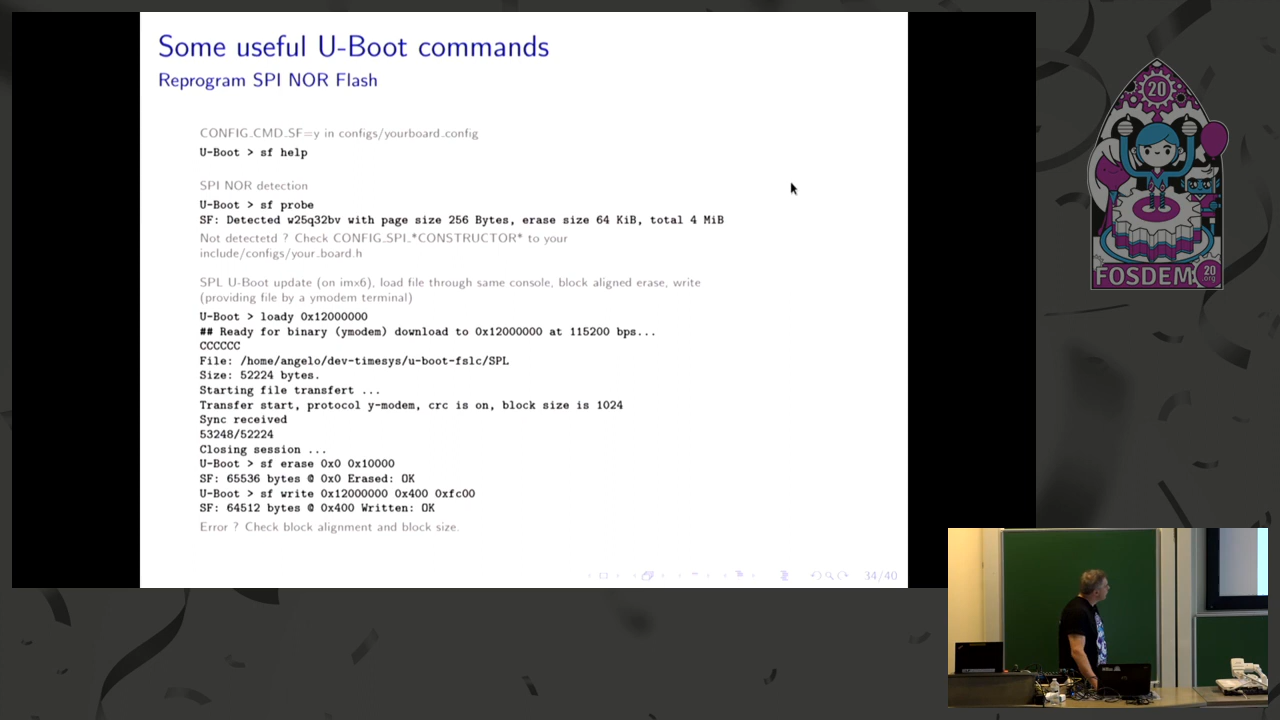 Some useful U-Boot commands
Reprogram SPI NOR Flash
CONFIG_CMD_SF=y in configs/yourboard_config
U-Boot > sf help
SPI NOR detection
U-Boot > sf probe
SF: Detected w25q32bv with page size 256 Bytes, erase size 64 KiB, total 4 MiB
Not detectetd ? Check CONFIG_SPI_*CONSTRUCTOR* to your
include/configs/your_board.h
SPL U-Boot update (on imx6), load file through same console, block aligned erase, write
(providing file by a ymodem terminal)
U-Boot > loady 0x12000000
## Ready for binary (ymodem) download to 0x12000000 at 115200 bps...
CCCCCC
File: /home/angelo/dev-timesys/u-boot-fslc/SPL
Size: 52224 bytes.
Starting file transfert ...
Transfer start, protocol y-modem, crc is on, block size is 1024
Sync received
53248/52224
Closing session ...
U-Boot > sf erase 0x0 0x10000
SF: 65536 bytes @ 0x0 Erased: OK
U-Boot > sf write 0x12000000 0x400 0xfc00
SF: 64512 bytes @ 0x400 Written: OK
Error ? Check block alignment and block size.
34/40
20
FOSDEM
20
.org